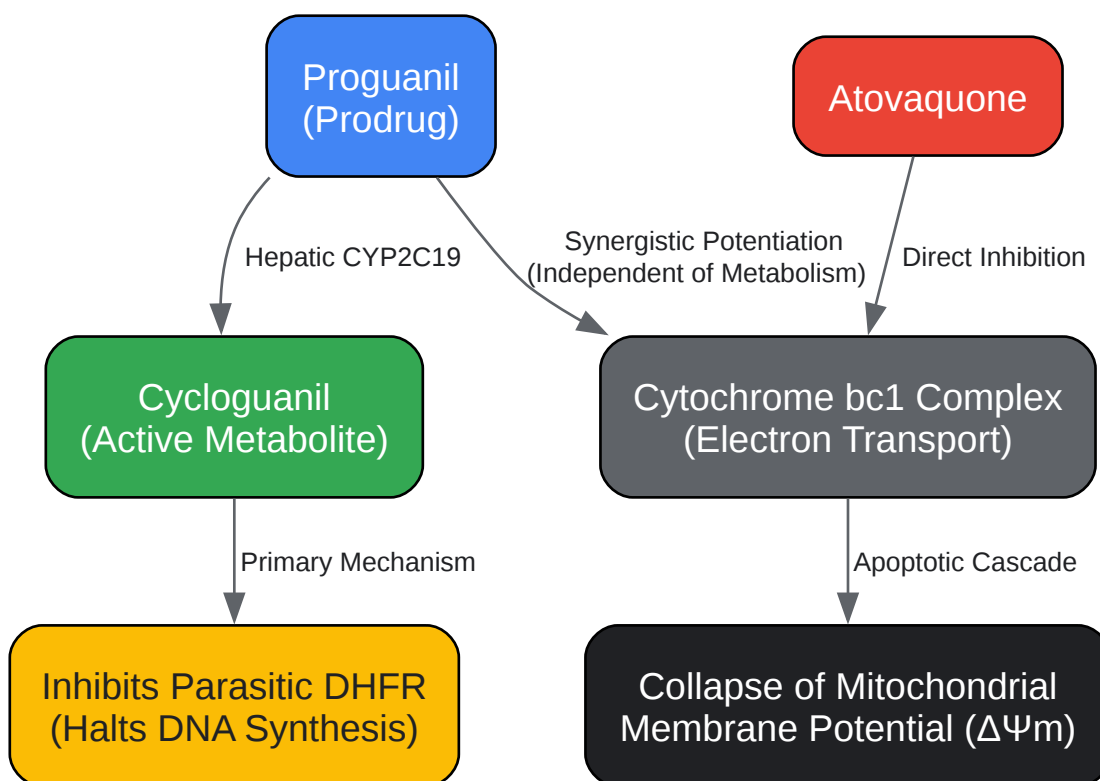 Proguanil
(Prodrug)
Atovaquone
Hepatic CYP2C19
Synergistic Potentiation
(Independent of Metabolism)
Direct Inhibition
Cycloguanil
(Active Metabolite)
Cytochrome bc1 Complex
(Electron Transport)
Primary Mechanism
Apoptotic Cascade
Inhibits Parasitic DHFR
(Halts DNA Synthesis)
Collapse of Mitochondrial
Membrane Potential (ΔΨm)